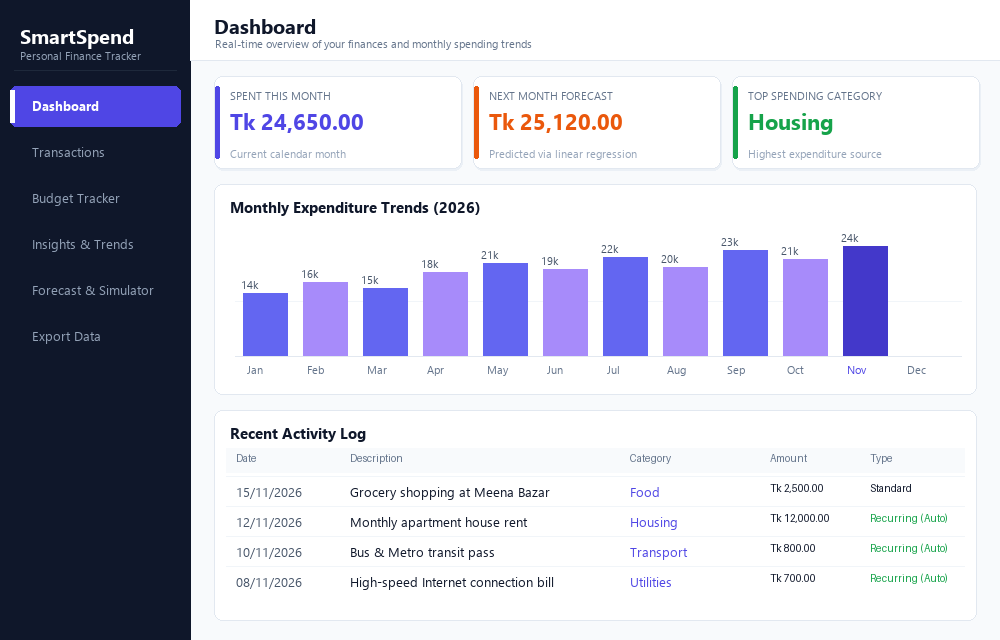 SmartSpend
Personal Finance Tracker
Dashboard
Transactions
Budget Tracker
Insights & Trends
Forecast & Simulator
Export Data
Dashboard
Real-time overview of your finances and monthly spending trends
SPENT THIS MONTH
Tk 24,650.00
Current calendar month
NEXT MONTH FORECAST
Tk 25,120.00
Predicted via linear regression
TOP SPENDING CATEGORY
Housing
Highest expenditure source
Monthly Expenditure Trends (2026)
14k 16k 15k 18k 21k 19k 22k 20k 23k 21k 24k
Jan Feb Mar Apr May Jun Jul Aug Sep Oct Nov Dec
Recent Activity Log
Date Description Category Amount Type
15/11/2026 Grocery shopping at Meena Bazar Food Tk 2,500.00 Standard
12/11/2026 Monthly apartment house rent Housing Tk 12,000.00 Recurring (Auto)
10/11/2026 Bus & Metro transit pass Transport Tk 800.00 Recurring (Auto)
08/11/2026 High-speed Internet connection bill Utilities Tk 700.00 Recurring (Auto)